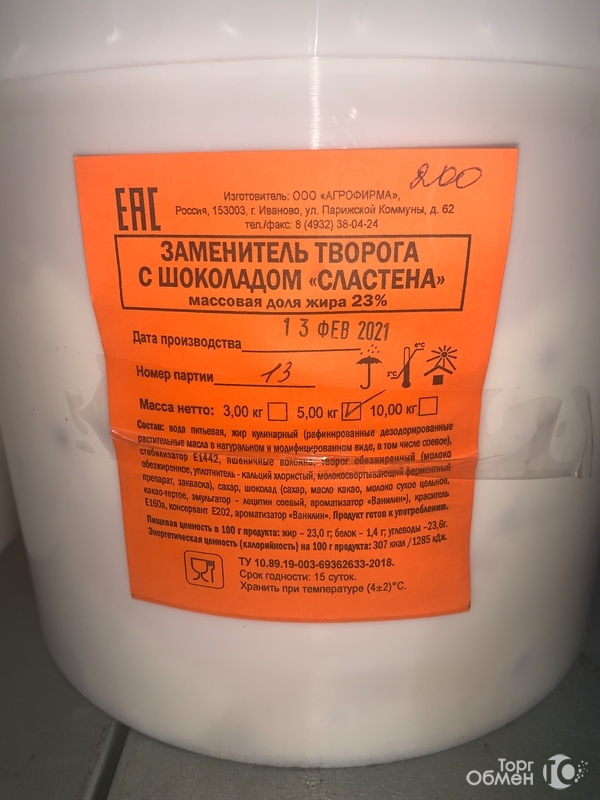 200
ЕАС
Изготовитель: ООО «АГРОФИРМА»,
Россия, 153003, г. Иваново, ул. Парижской Коммуны, д. 62
тел./факс: 8 (4932) 38-04-24
ЗАМЕНИТЕЛЬ ТВОРОГА
С ШОКОЛАДОМ «СЛАСТЕНА»
массовая доля жира 23%
Дата производства 13 ФЕВ 2021
Номер партии 13
2°C 6°C
Масса нетто: 3,00 кг 5,00 кг 10,00 кг
Состав: вода питьевая, жир кулинарный (рафинированные дезодорированные
растительные масла в натуральном и модифицированном виде, в том числе соевое),
стабилизатор Е1442, пшеничные волокна, творог обезжиренный (молоко
обезжиренное, уплотнитель - кальций хлористый, молокосвертывающий ферментный
препарат, закваска), сахар, шоколад (сахар, масло какао, молоко сухое цельное,
какао-тертое, эмульгатор - лецитин соевый, ароматизатор «Ванилин»), краситель
Е160а, консервант Е202, ароматизатор «Ванилин». Продукт готов к употреблению.
Пищевая ценность в 100 г продукта: жир - 23,0 г; белок - 1,4 г; углеводы -23,6г.
Энергетическая ценность (калорийность) на 100 г продукта: 307 ккал / 1285 кДж.
ТУ 10.89.19-003-69362633-2018.
Срок годности: 15 суток.
Хранить при температуре (4±2)°С.
Торг
Обмен